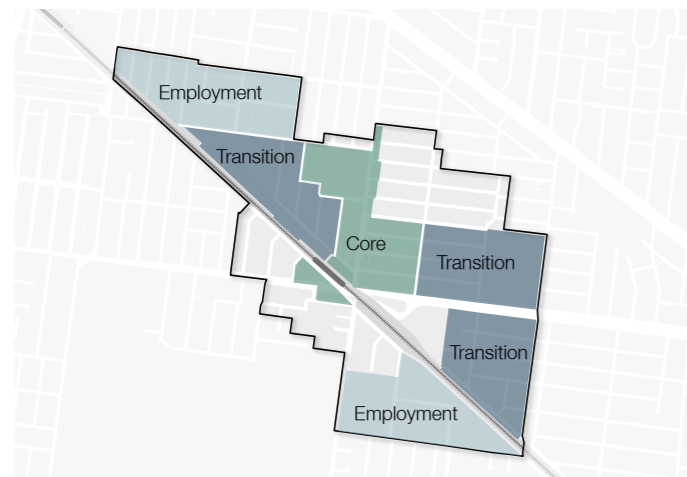 Employment
Transition
Core
Transition
Transition
Employment